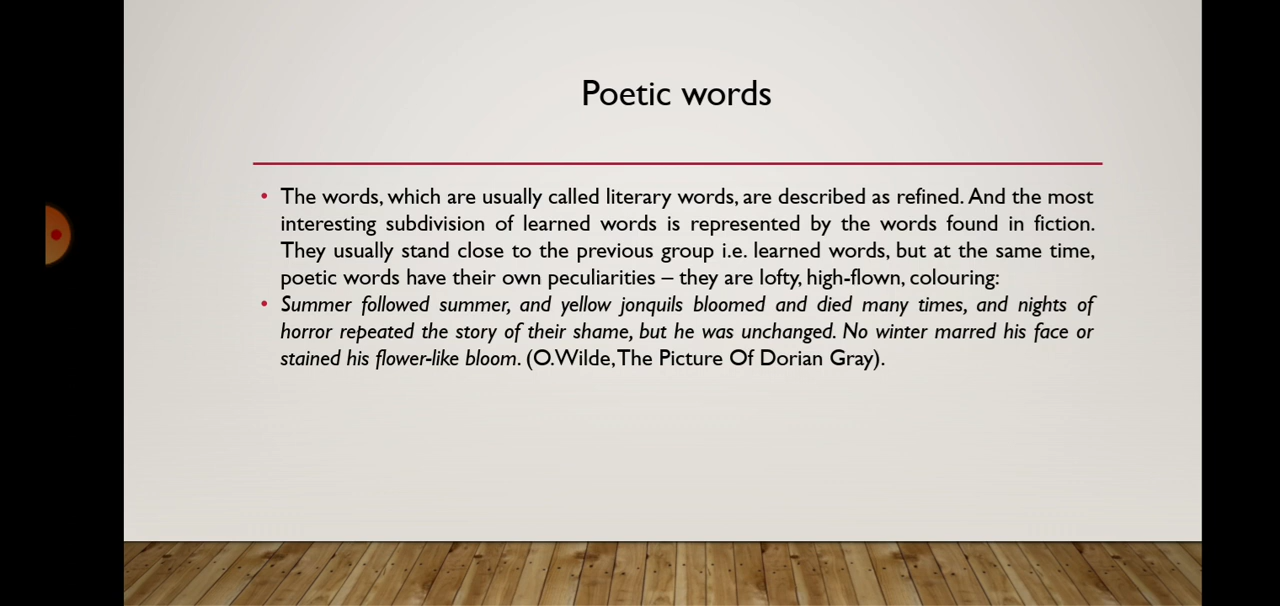 Poetic words
• The words, which are usually called literary words, are described as refined. And the most
interesting subdivision of learned words is represented by the words found in fiction.
They usually stand close to the previous group i.e. learned words, but at the same time,
poetic words have their own peculiarities – they are lofty, high-flown, colouring:
• Summer followed summer, and yellow jonquils bloomed and died many times, and nights of
horror repeated the story of their shame, but he was unchanged. No winter marred his face or
stained his flower-like bloom. (O.Wilde,The Picture Of Dorian Gray).